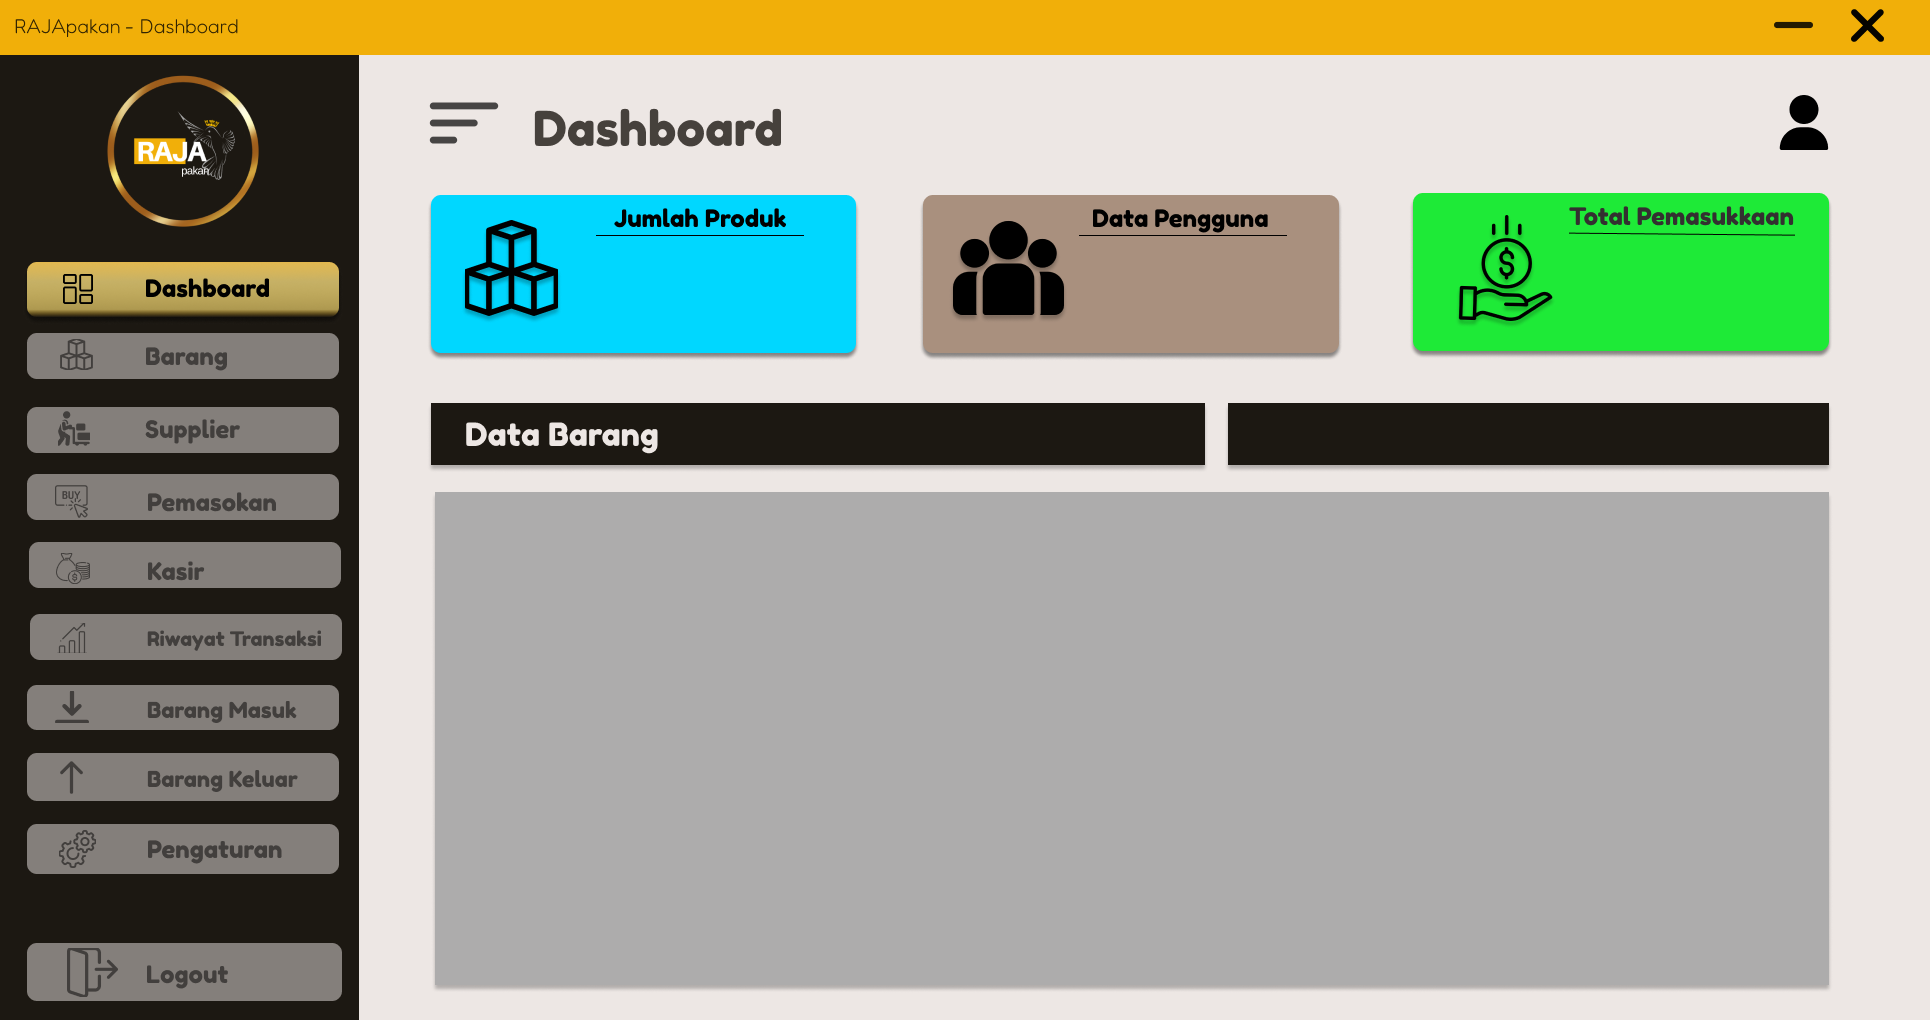 RAJApakan - Dashboard
RAJA
pakan
Dashboard
Barang
Supplier
BUY
Pemasokan
Kasir
Riwayat Transaksi
Barang Masuk
Barang Keluar
Pengaturan
Logout
Dashboard
Jumlah Produk
Data Pengguna
$
Total Pemasukkaan
Data Barang